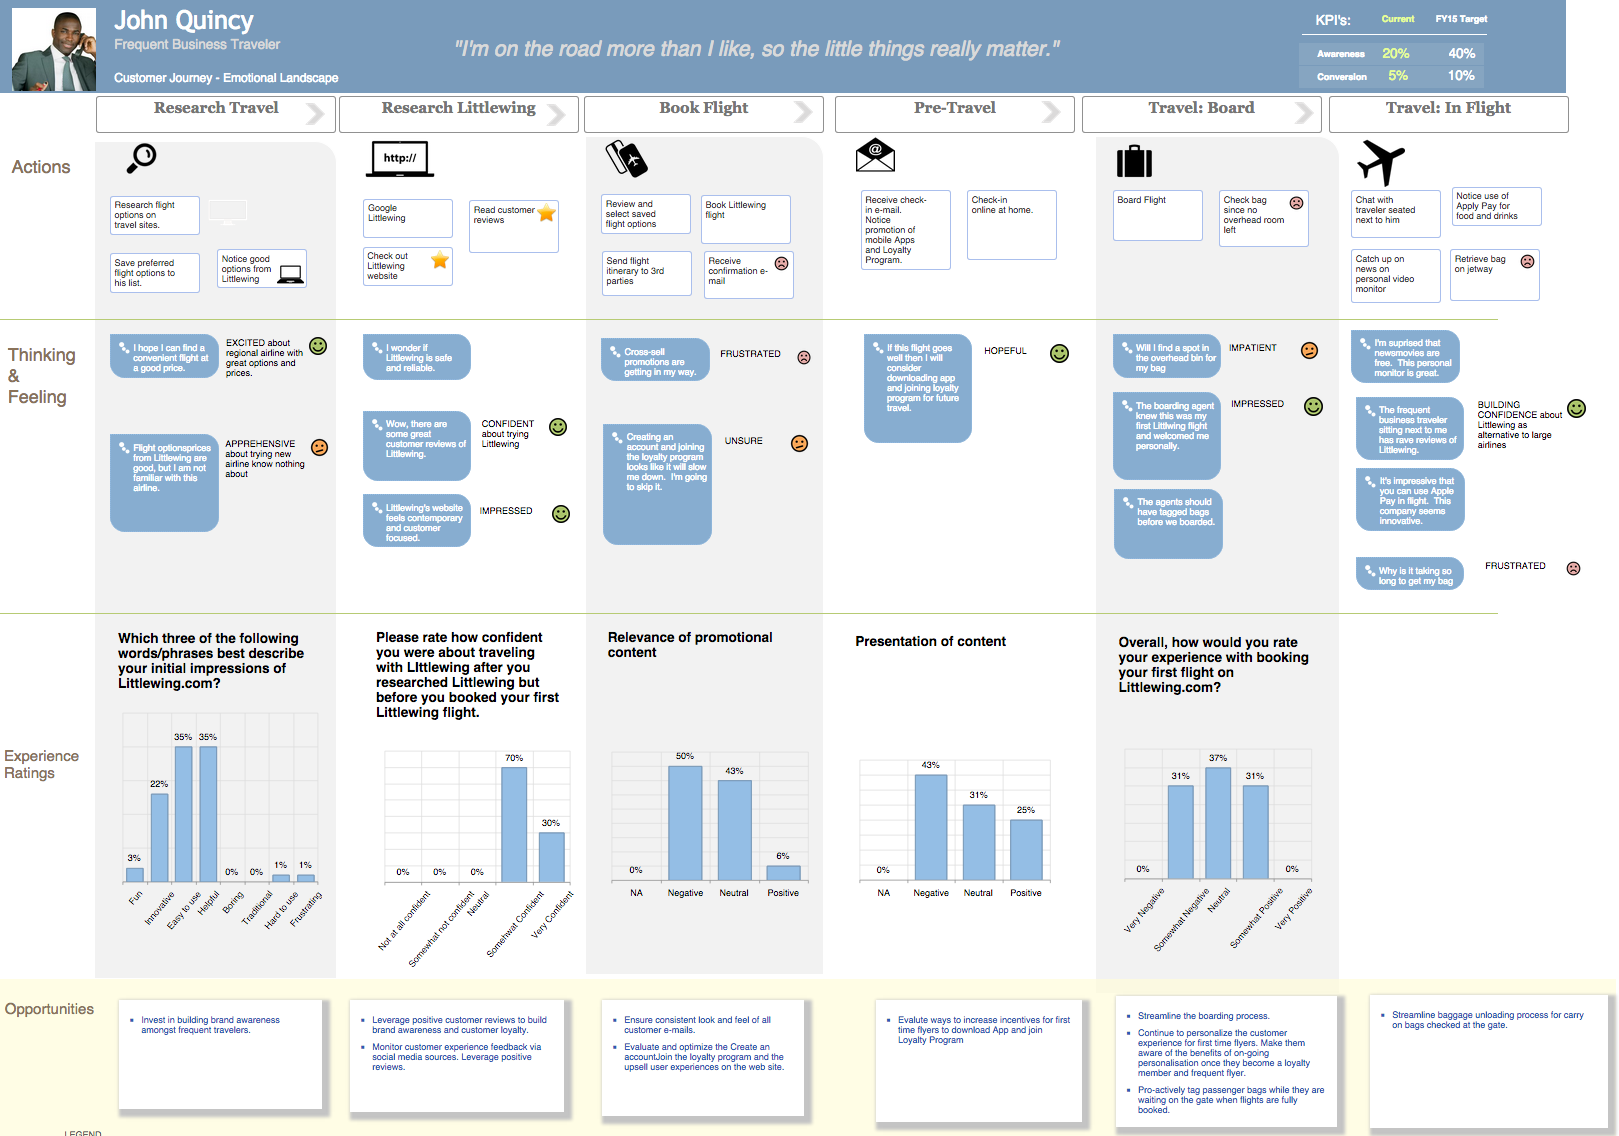 John Quincy
Frequent Business Traveler
Customer Journey - Emotional Landscape
"I'm on the road more than I like, so the little things really matter."
KPI's: Current FY15 Target
Awareness 20% 40%
Conversion 5% 10%
Research Travel
Research Littlewing
Book Flight
Pre-Travel
Travel: Board
Travel: In Flight
Actions
Research flight
options on
travel sites.
Save preferred
flight options to
his list.
Notice good
options from
Littlewing
http://
Google
Littlewing
Read customer
reviews
Check out
Littlewing
website
Review and
select saved
flight options
Book Littlewing
flight
Send flight
itinerary to 3rd
parties
Receive
confirmation e-
mail
@
Receive check-
in e-mail.
Notice
promotion of
mobile Apps
and Loyalty
Program.
Check-in
online at home.
Board Flight
Check bag
since no
overhead room
left
Chat with
traveler seated
next to him
Notice use of
Apply Pay for
food and drinks
Catch up on
news on
personal video
monitor
Retrieve bag
on jetway
Thinking
&
Feeling
I hope I can find a
convenient flight at
a good price.
EXCITED about
regional airline with
great options and
prices.
Flight optionsprices
from Littlewing are
good, but I am not
familiar with this
airline.
APPREHENSIVE
about trying new
airline know nothing
about
I wonder if
Littlewing is safe
and reliable.
Wow, there are
some great
customer reviews of
Littlewing.
CONFIDENT
about trying
Littlewing
Littlewing's website
feels contemporary
and customer
focused.
IMPRESSED
Cross-sell
promotions are
getting in my way.
FRUSTRATED
Creating an
account and joining
the loyalty program
looks like it will slow
me down. I'm going
to skip it.
UNSURE
If this flight goes
well then I will
consider
downloading app
and joining loyalty
program for future
travel.
HOPEFUL
Will I find a spot in
the overhead bin for
my bag
IMPATIENT
The boarding agent
knew this was my
first Littlwing flight
and welcomed me
personally.
IMPRESSED
The agents should
have tagged bags
before we boarded.
I'm suprised that
newsmovies are
free. This personal
monitor is great.
The frequent
business traveler
sitting next to me
has rave reviews of
Littlewing.
BUILDING
CONFIDENCE about
Littlewing as
alternative to large
airlines
It's impressive that
you can use Apple
Pay in flight. This
company seems
innovative.
Why is it taking so
long to get my bag
FRUSTRATED
Experience
Ratings
Which three of the following
words/phrases best describe
your initial impressions of
Littlewing.com?
3% 22% 35% 35% 0% 0% 1% 1%
Fun Innovative Easy to use Helpful Boring Traditional Hard to use Frustrating
Please rate how confident
you were about traveling
with LIttlewing after you
researched Littlewing but
before you booked your first
Littlewing flight.
0% 0% 0% 70% 30%
Not at all confident Somewhat not confident Neutral Somehwat Confident Very Confident
Relevance of promotional
content
0% 50% 43% 6%
NA Negative Neutral Positive
Presentation of content
0% 43% 31% 25%
NA Negative Neutral Positive
Overall, how would you rate
your experience with booking
your first flight on
Littlewing.com?
0% 31% 37% 31% 0%
Very Negative Somewhat Negative Neutral Somewhat Positive Very Positive
Opportunities
Invest in building brand awareness
amongst frequent travelers.
Leverage positive customer reviews to build
brand awareness and customer loyalty.
Monitor customer experience feedback via
social media sources. Leverage positive
reviews.
Ensure consistent look and feel of all
customer e-mails.
Evaluate and optimize the Create an
accountJoin the loyalty program and the
upsell user experiences on the web site.
Evalute ways to increase incentives for first
time flyers to download App and join
Loyalty Program
Streamline the boarding process.
Continue to personalize the customer
experience for first time flyers. Make them
aware of the benefits of on-going
personalisation once they become a loyalty
member and frequent flyer.
Pro-actively tag passenger bags while they are
waiting on the gate when flights are fully
booked.
Streamline baggage unloading process for carry
on bags checked at the gate.
LEGEND